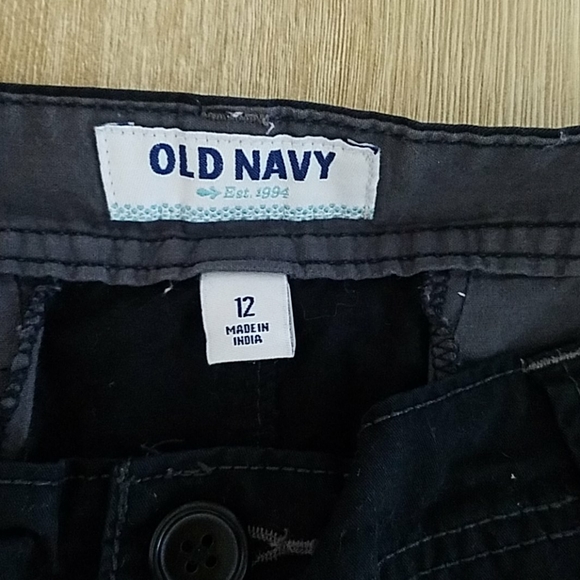 OLD NAVY
Est. 1994
12
MADE IN
INDIA